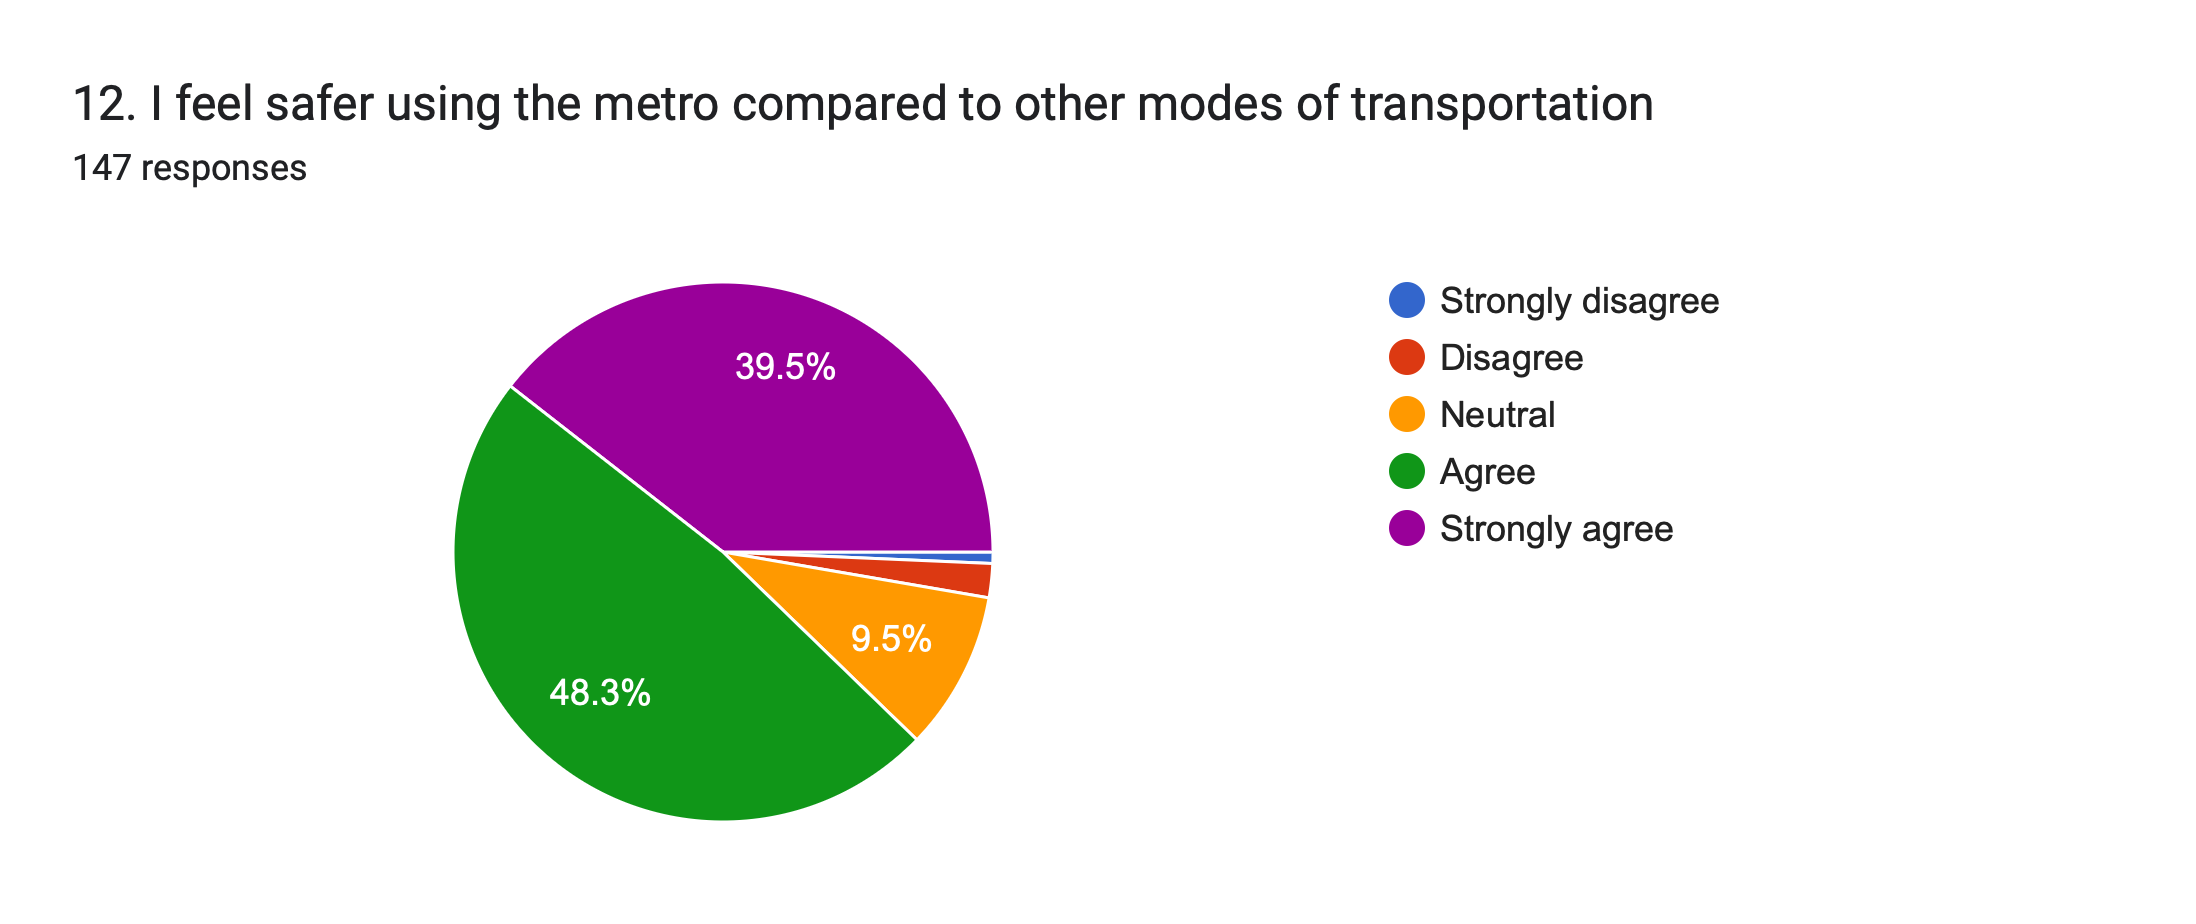 12. I feel safer using the metro compared to other modes of transportation
147 responses
39.5%
9.5%
48.3%
Strongly disagree
Disagree
Neutral
Agree
Strongly agree